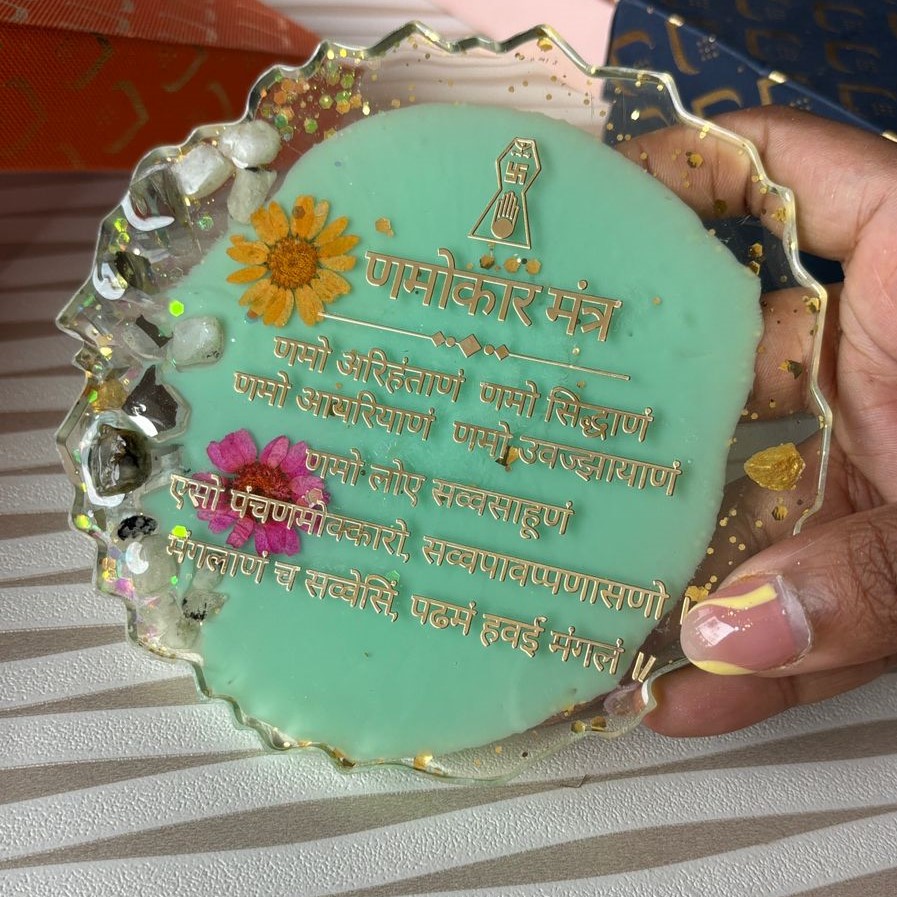 णमोकार मंत्र
णमो अरिहंताणं णमो सिद्धाणं
णमो आयरियाणं णमो उवज्झायाणं
णमो लोए सव्वसाहूणं
एसो पंचणमोक्कारो, सव्वपावप्पणासणो |
मंगलाणं च सव्वेसिं, पढमं हवई मंगलं ||